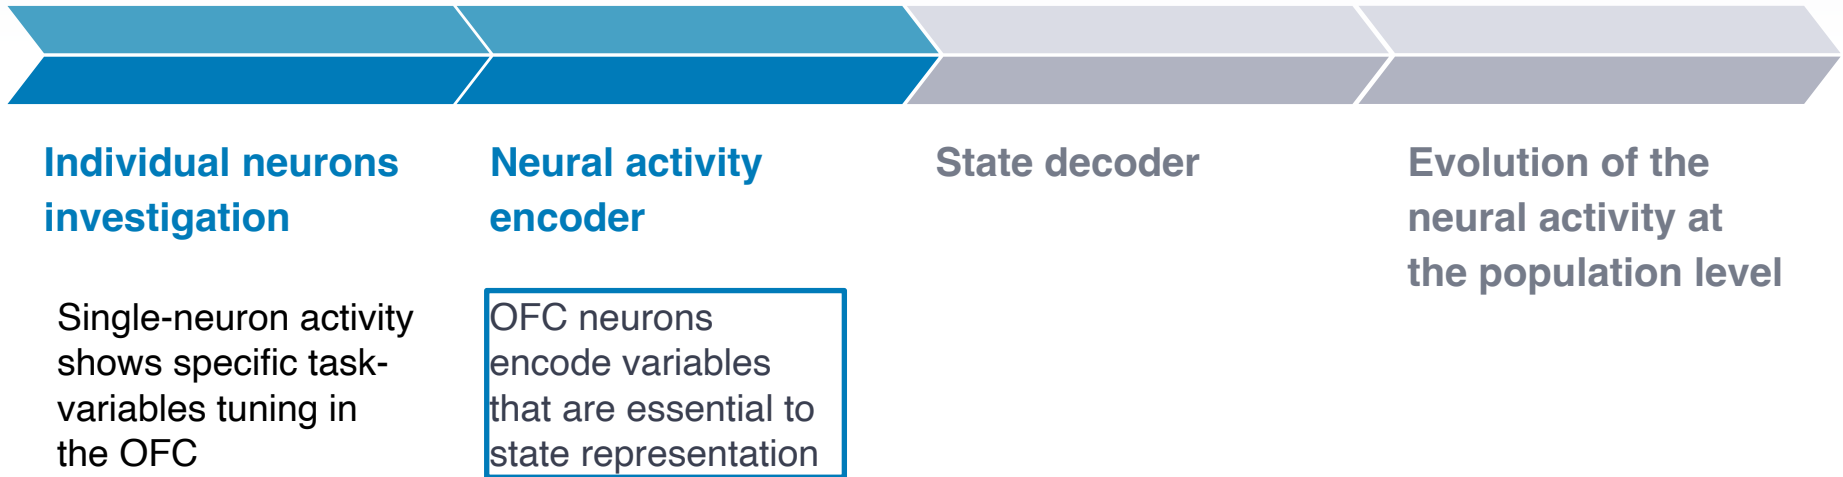 Individual neurons
investigation
Neural activity
encoder
State decoder
Evolution of the
neural activity at
the population level
Single-neuron activity
shows specific task-
variables tuning in
the OFC
OFC neurons
encode variables
that are essential to
state representation